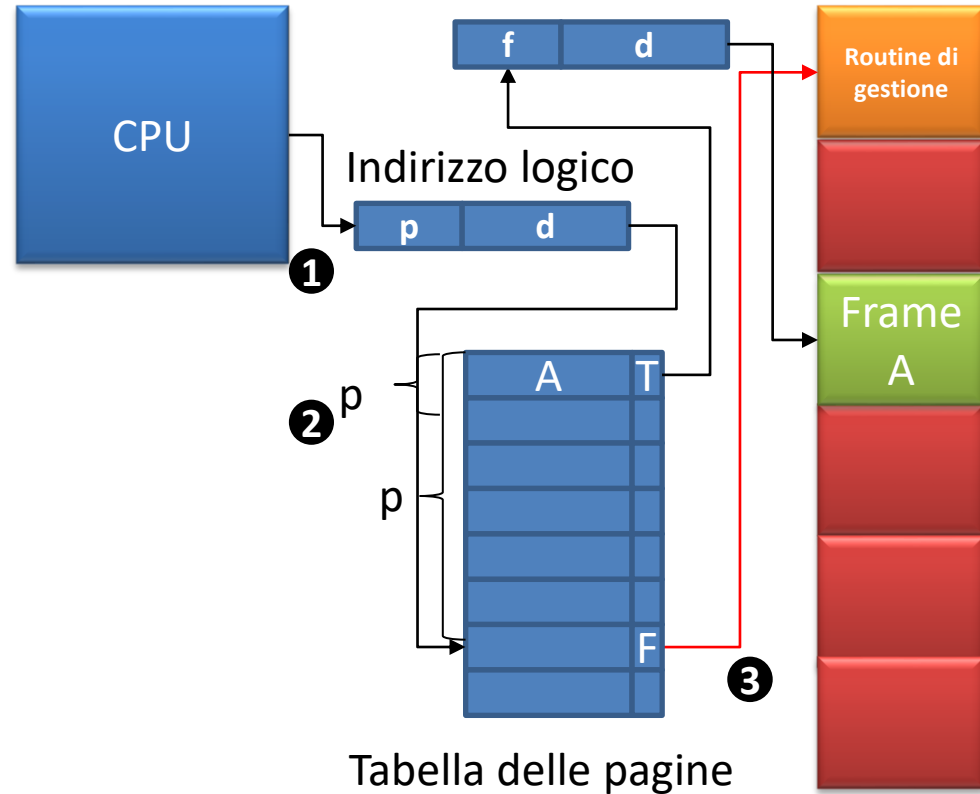 f d
Routine di
gestione
CPU
Indirizzo logico
p d
1
Frame
A
A T
2
p
p
F
3
Tabella delle pagine